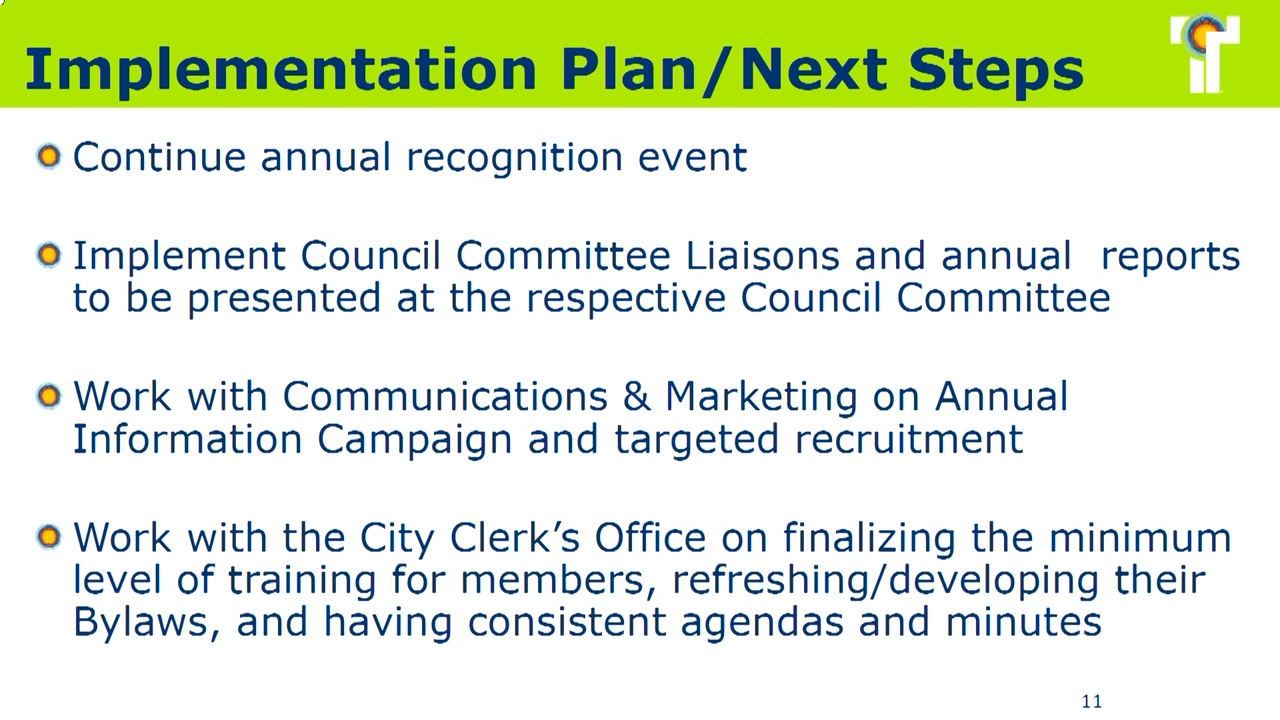 Implementation Plan/Next Steps
Continue annual recognition event
Implement Council Committee Liaisons and annual reports
to be presented at the respective Council Committee
Work with Communications & Marketing on Annual
Information Campaign and targeted recruitment
Work with the City Clerk’s Office on finalizing the minimum
level of training for members, refreshing/developing their
Bylaws, and having consistent agendas and minutes
11